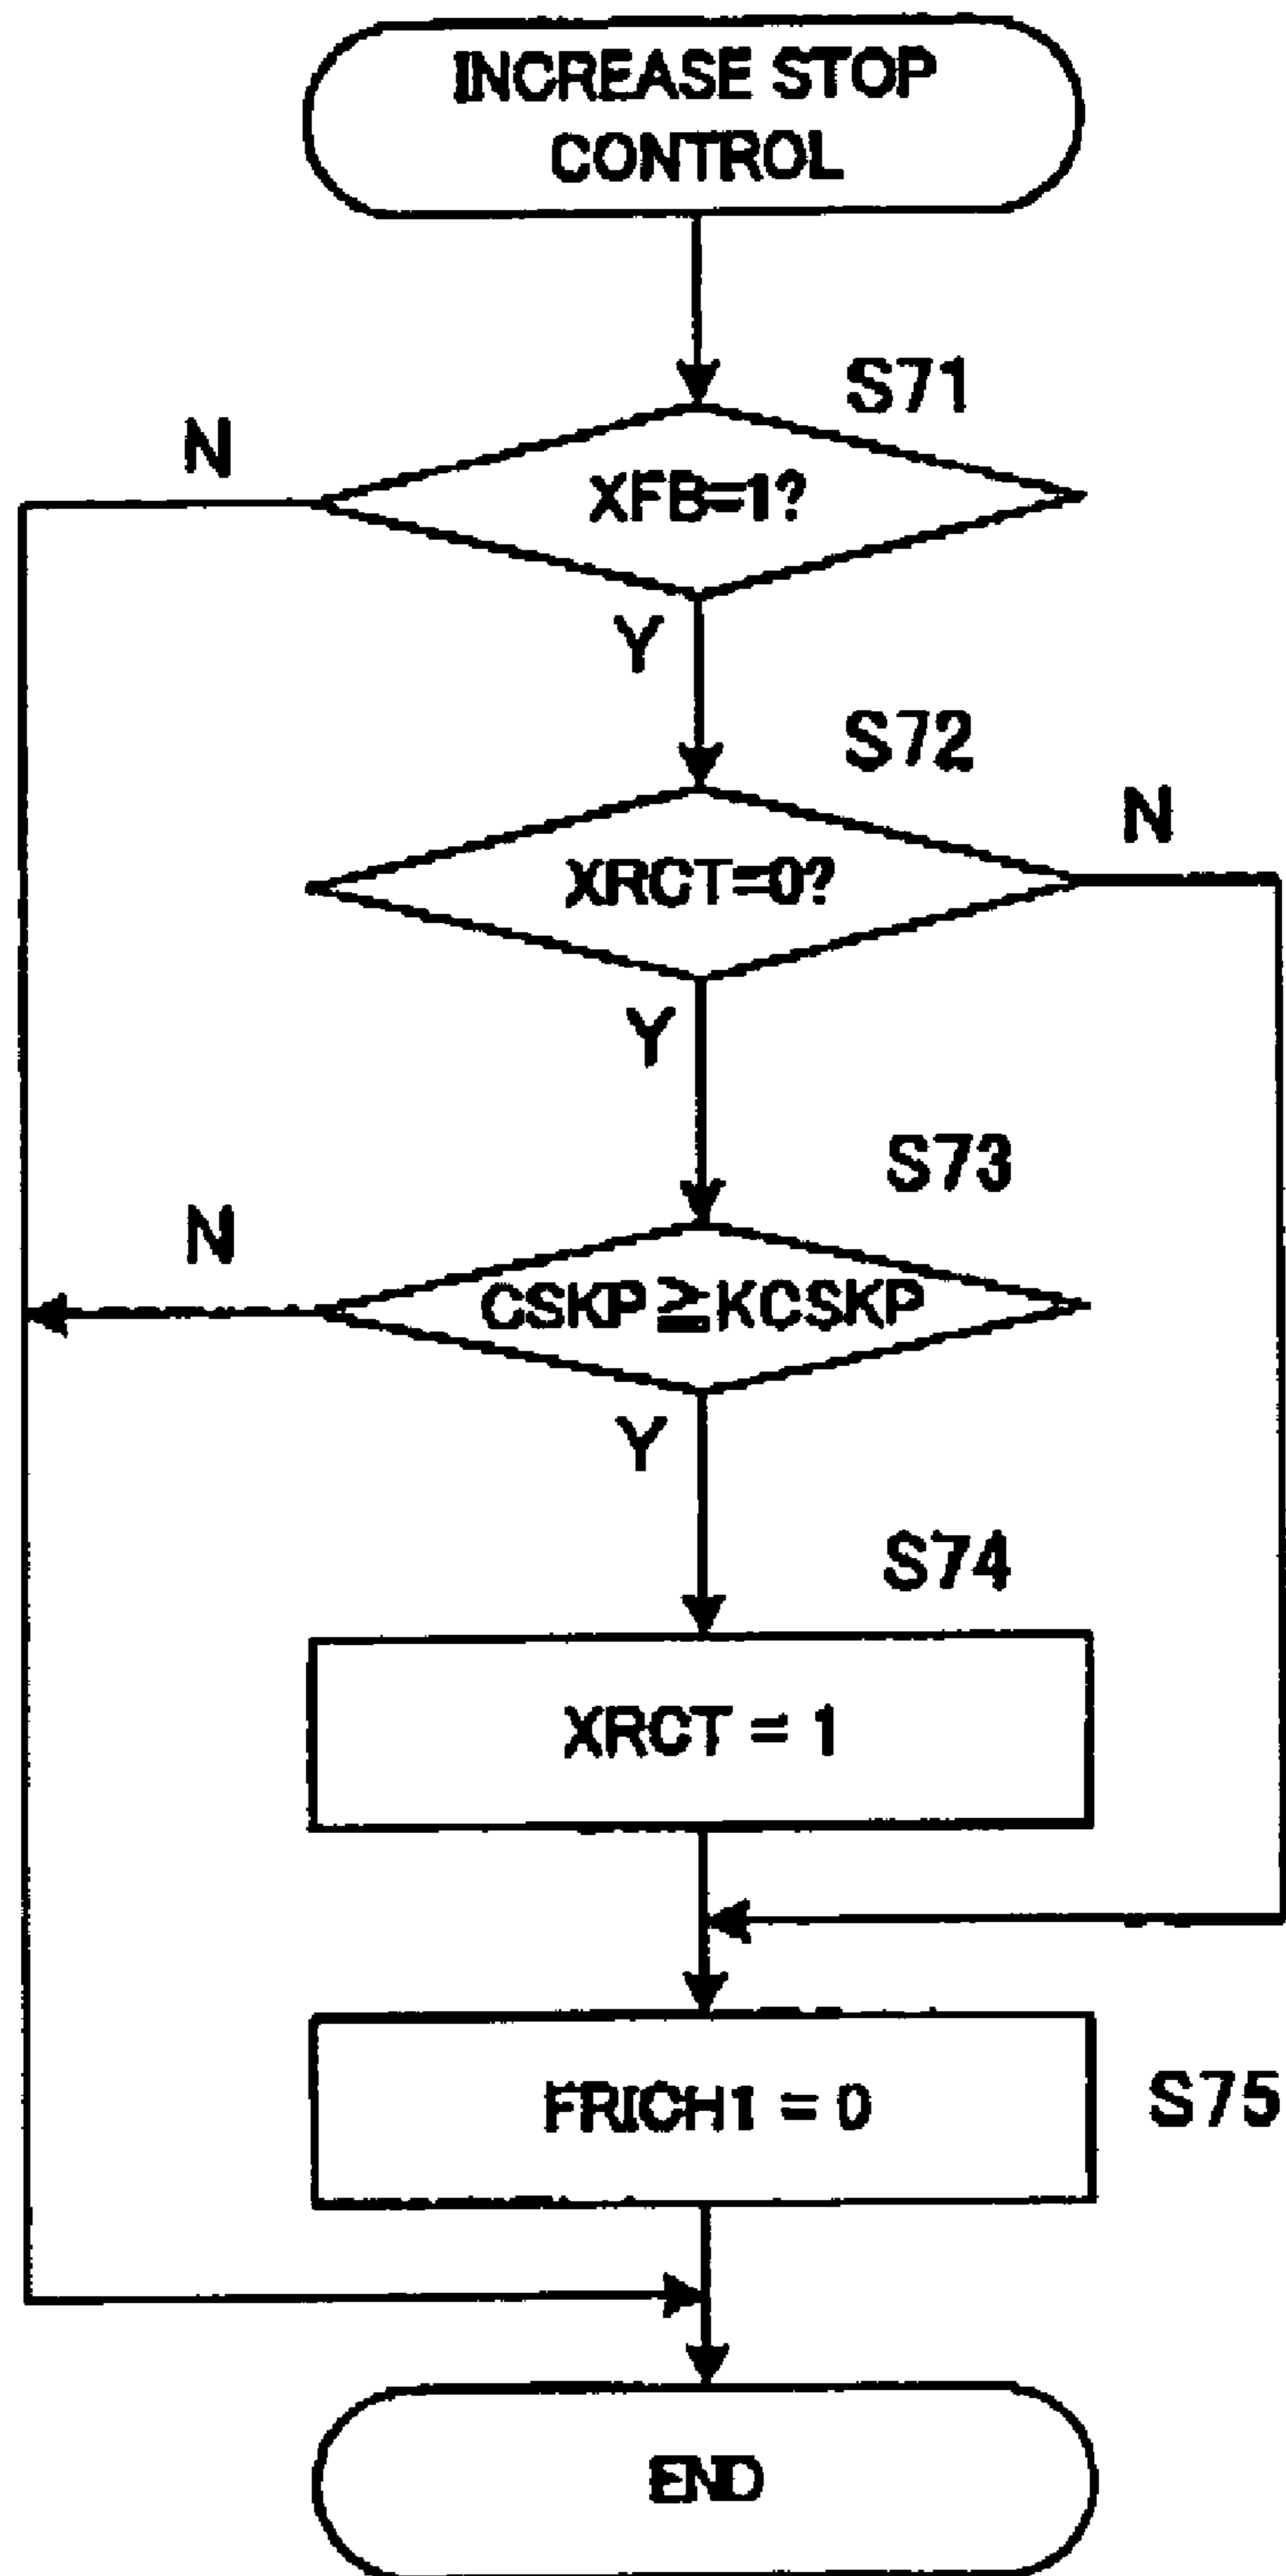 INCREASE STOP
CONTROL
S71
N
XFB=1?
Y
S72
N
XRCT=0?
Y
S73
N
CSKP≧KCSKP
Y
S74
XRCT = 1
FRICH1 = 0
S75
END